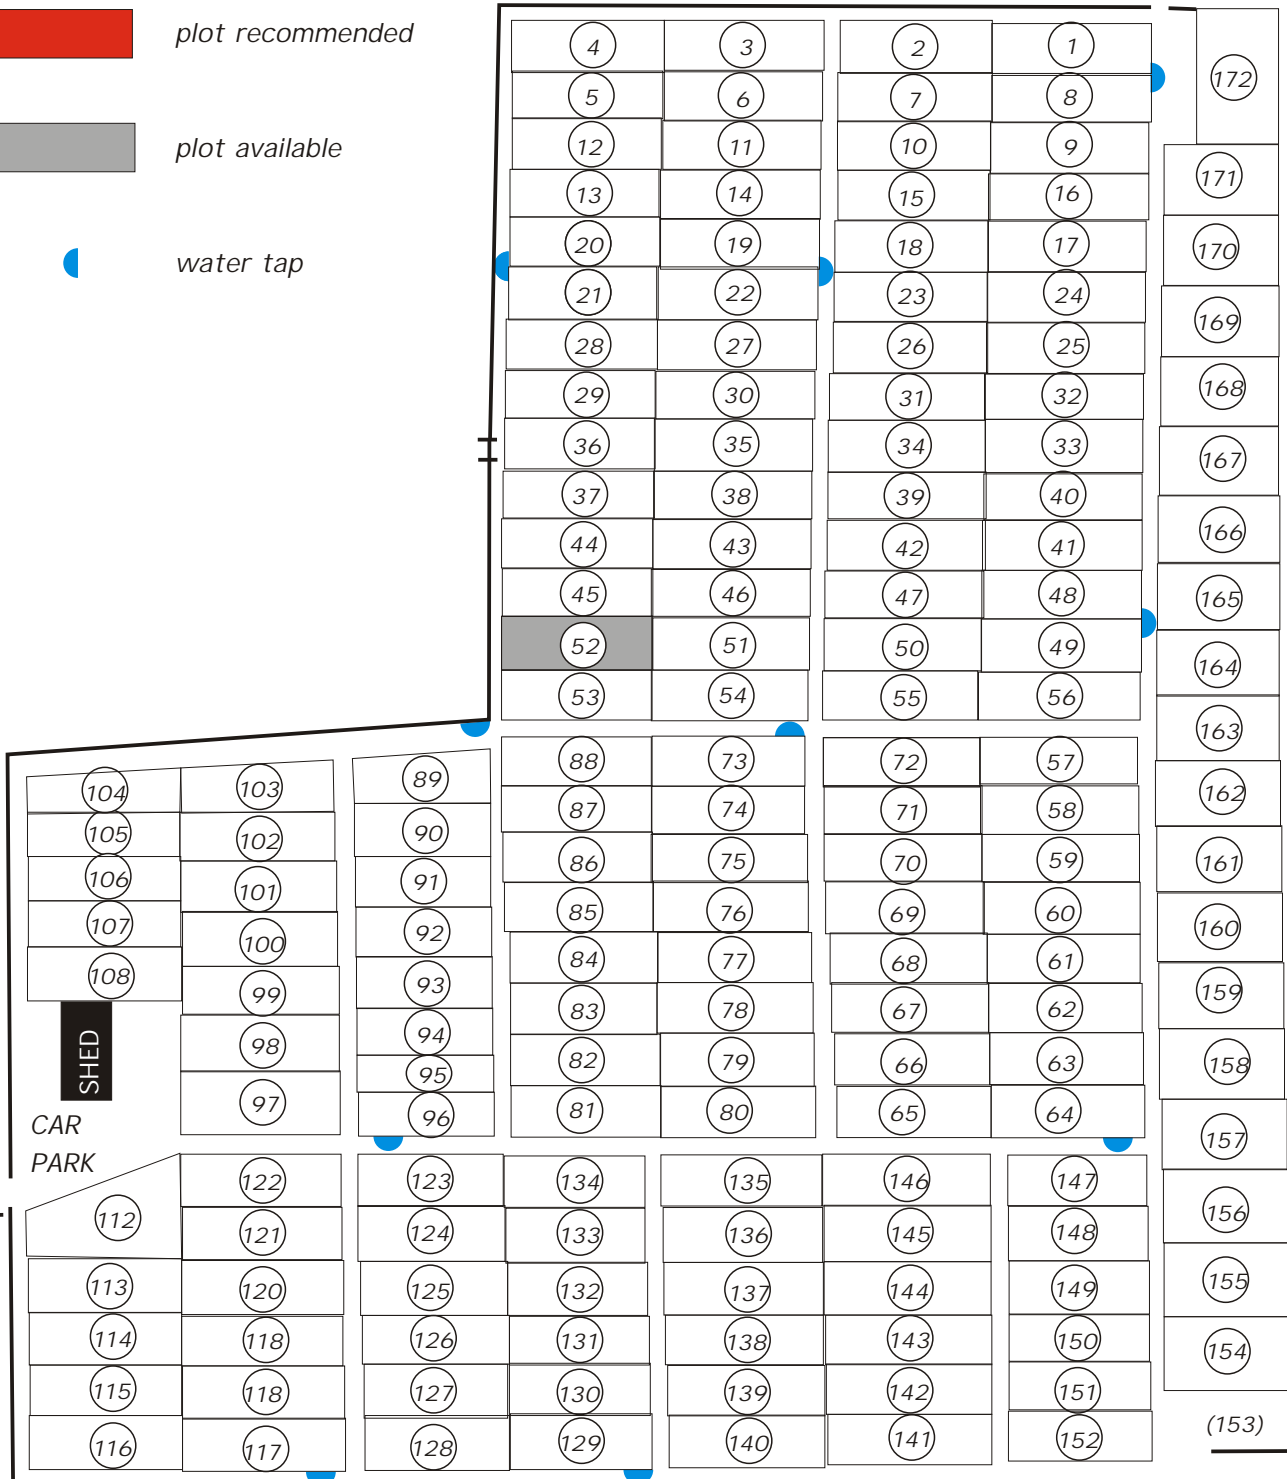 plot recommended
plot available
water tap
4 3 2 1
5 6 7 8
12 11 10 9
13 14 15 16
20 19 18 17
21 22 23 24
28 27 26 25
29 30 31 32
36 35 34 33
37 38 39 40
44 43 42 41
45 46 47 48
52 51 50 49
53 54 55 56
172
171
170
169
168
167
166
165
164
163
162
161
160
159
158
157
156
155
154
(153)
88 73 72 57
87 74 71 58
86 75 70 59
85 76 69 60
84 77 68 61
83 78 67 62
82 79 66 63
81 80 65 64
104 103 89
105 102 90
106 101 91
107 100 92
108 99 93
98 94
95
97 96
SHED
CAR
PARK
122 123 134 135 146 147
112 121 124 133 136 145 148
113 120 125 132 137 144 149
114 118 126 131 138 143 150
115 118 127 130 139 142 151
116 117 128 129 140 141 152